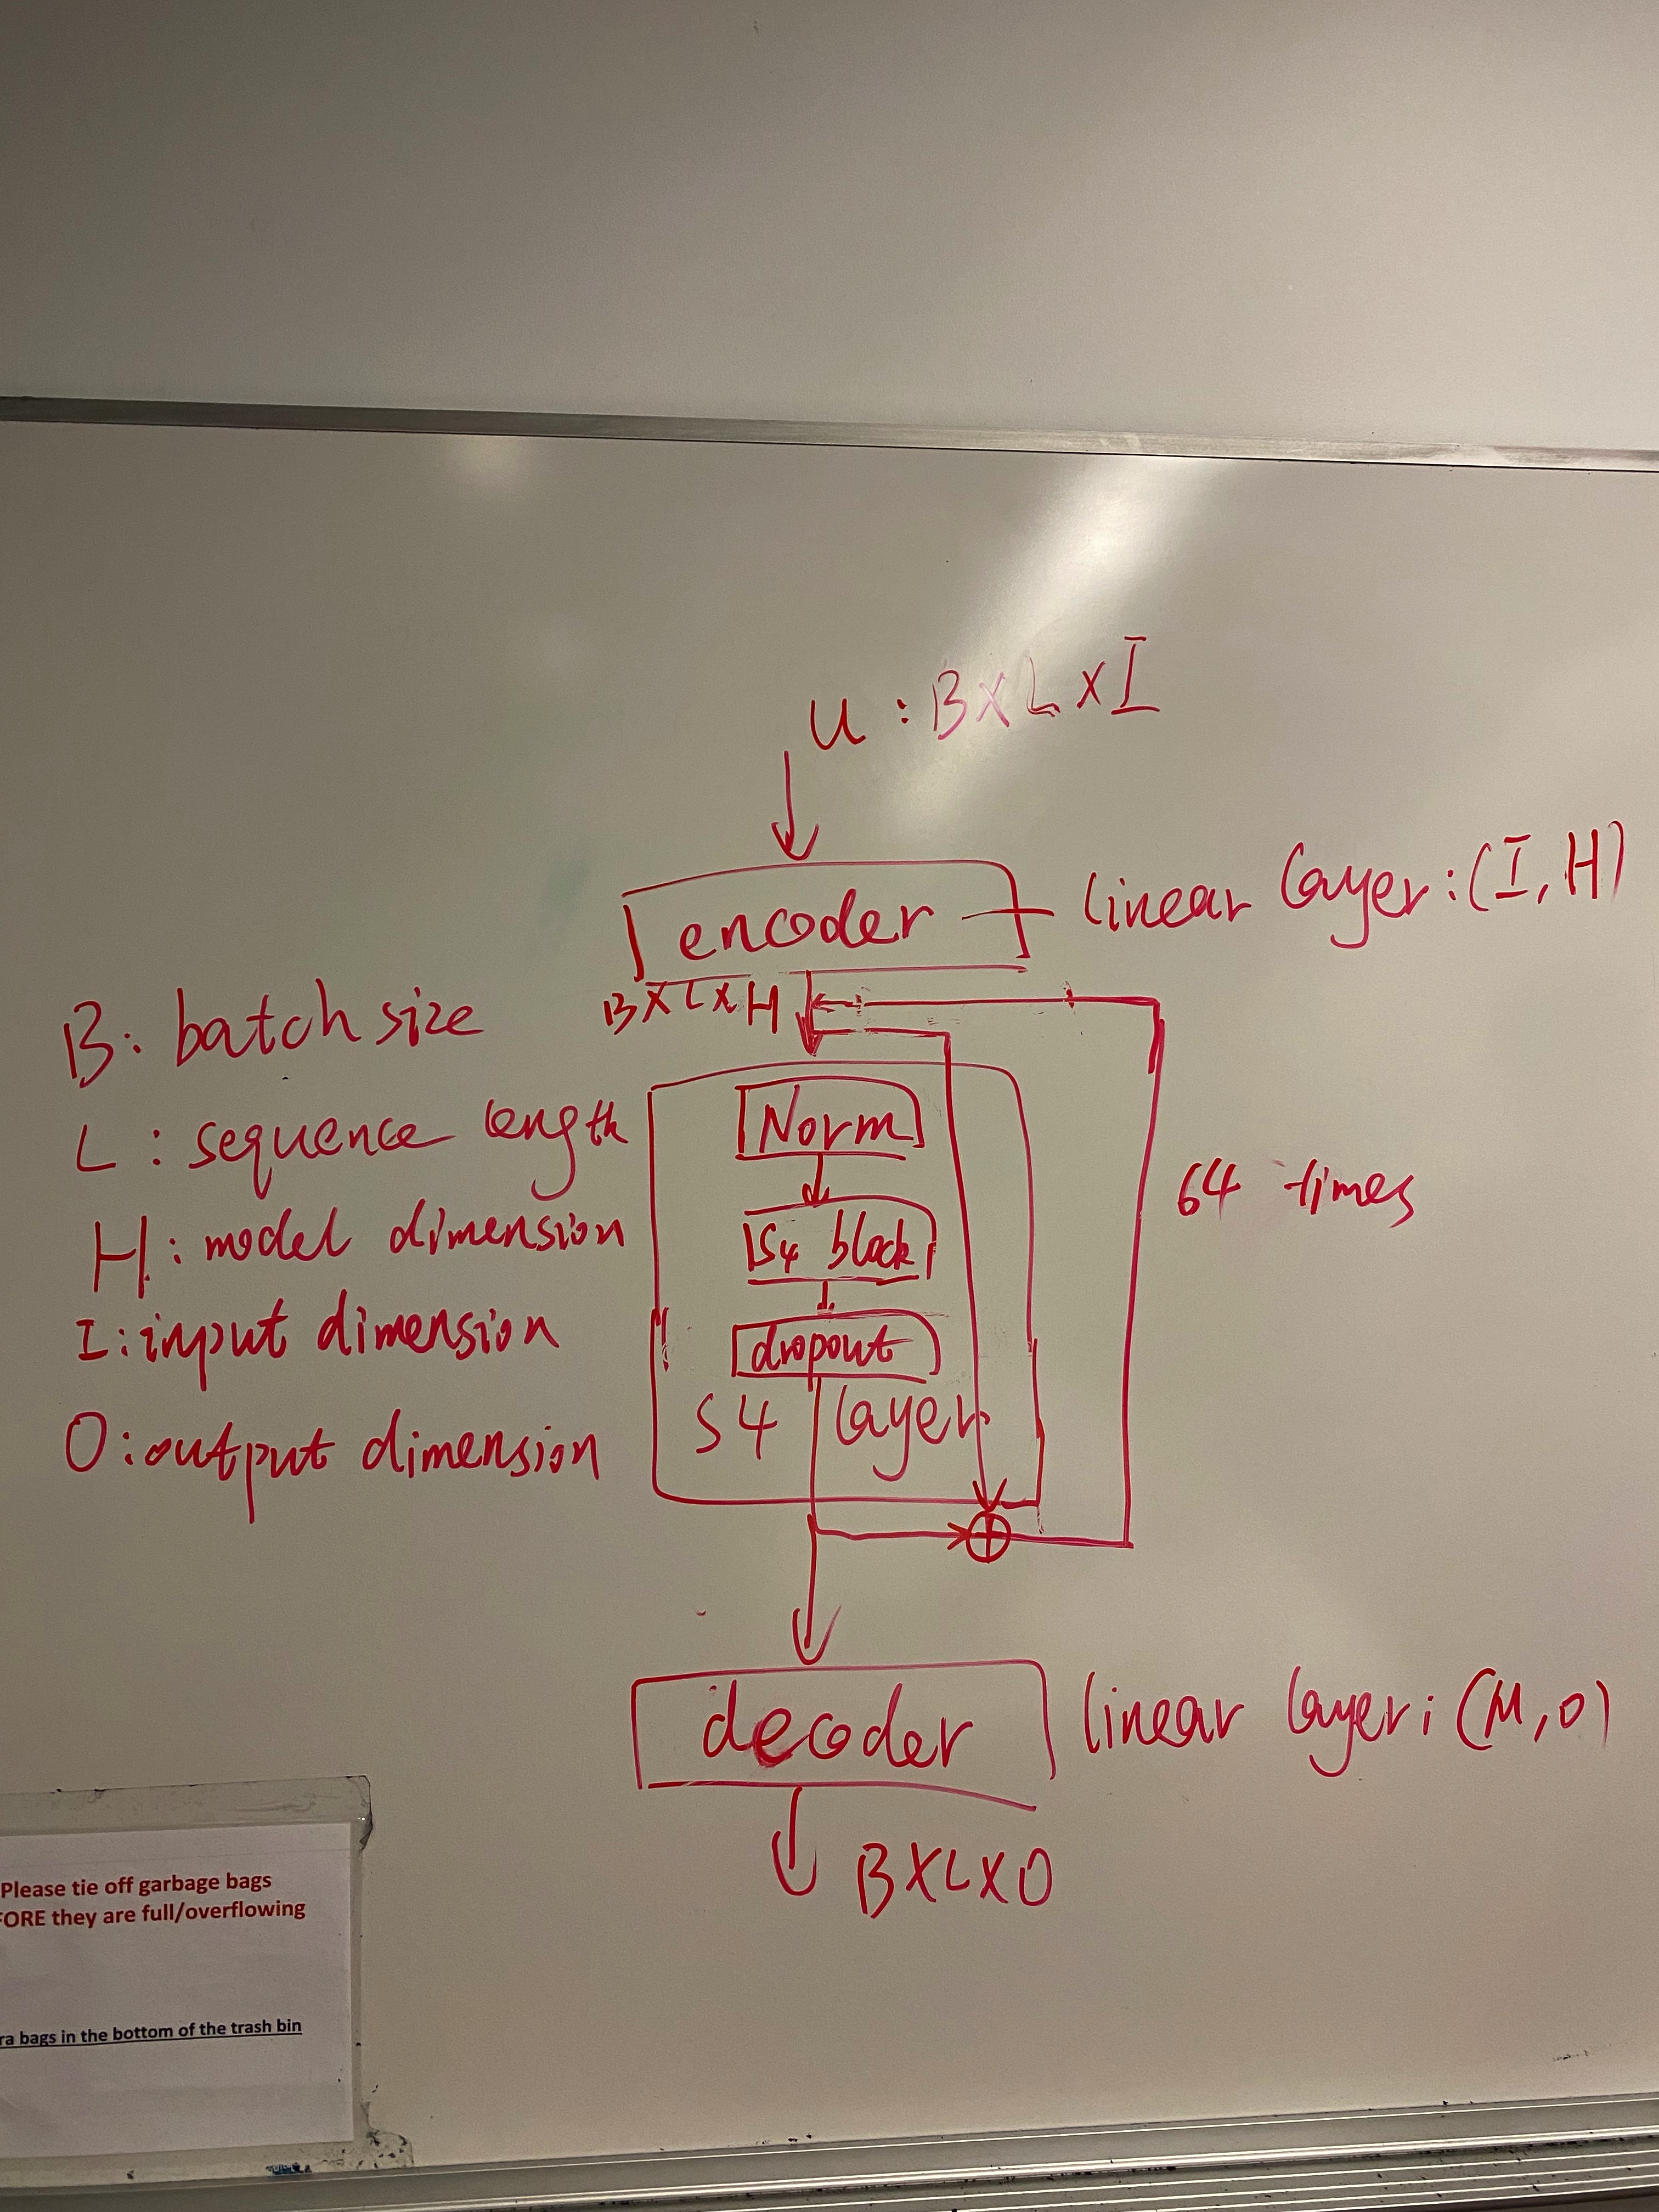 u : B×L×I
encoder
linear layer: (I, H)
B×L×H
B: batch size
L : sequence length
H : model dimension
I : input dimension
O : output dimension
Norm
S4 block
dropout
S4 layer
64 times
decoder
linear layer: (M, O)
B×L×O
Please tie off garbage bags
FORE they are full/overflowing
ra bags in the bottom of the trash bin